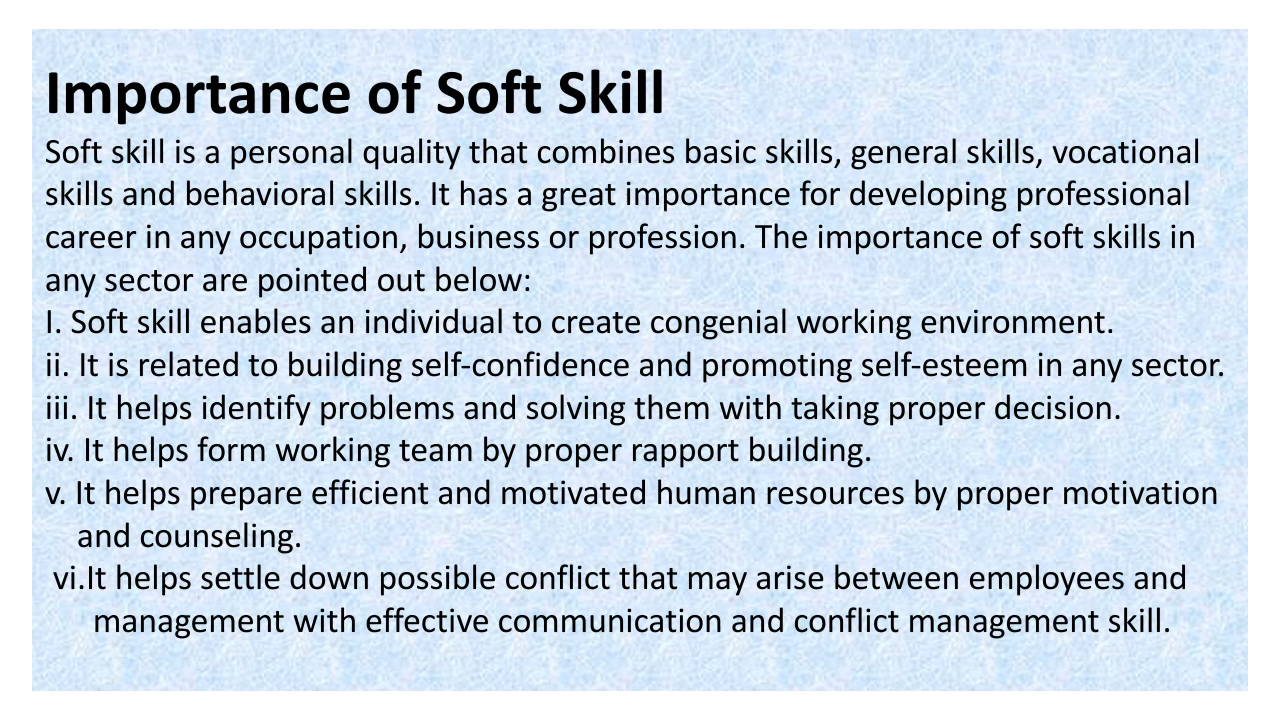 Importance of Soft Skill
Soft skill is a personal quality that combines basic skills, general skills, vocational
skills and behavioral skills. It has a great importance for developing professional
career in any occupation, business or profession. The importance of soft skills in
any sector are pointed out below:
I. Soft skill enables an individual to create congenial working environment.
ii. It is related to building self-confidence and promoting self-esteem in any sector.
iii. It helps identify problems and solving them with taking proper decision.
iv. It helps form working team by proper rapport building.
v. It helps prepare efficient and motivated human resources by proper motivation
and counseling.
vi.It helps settle down possible conflict that may arise between employees and
management with effective communication and conflict management skill.